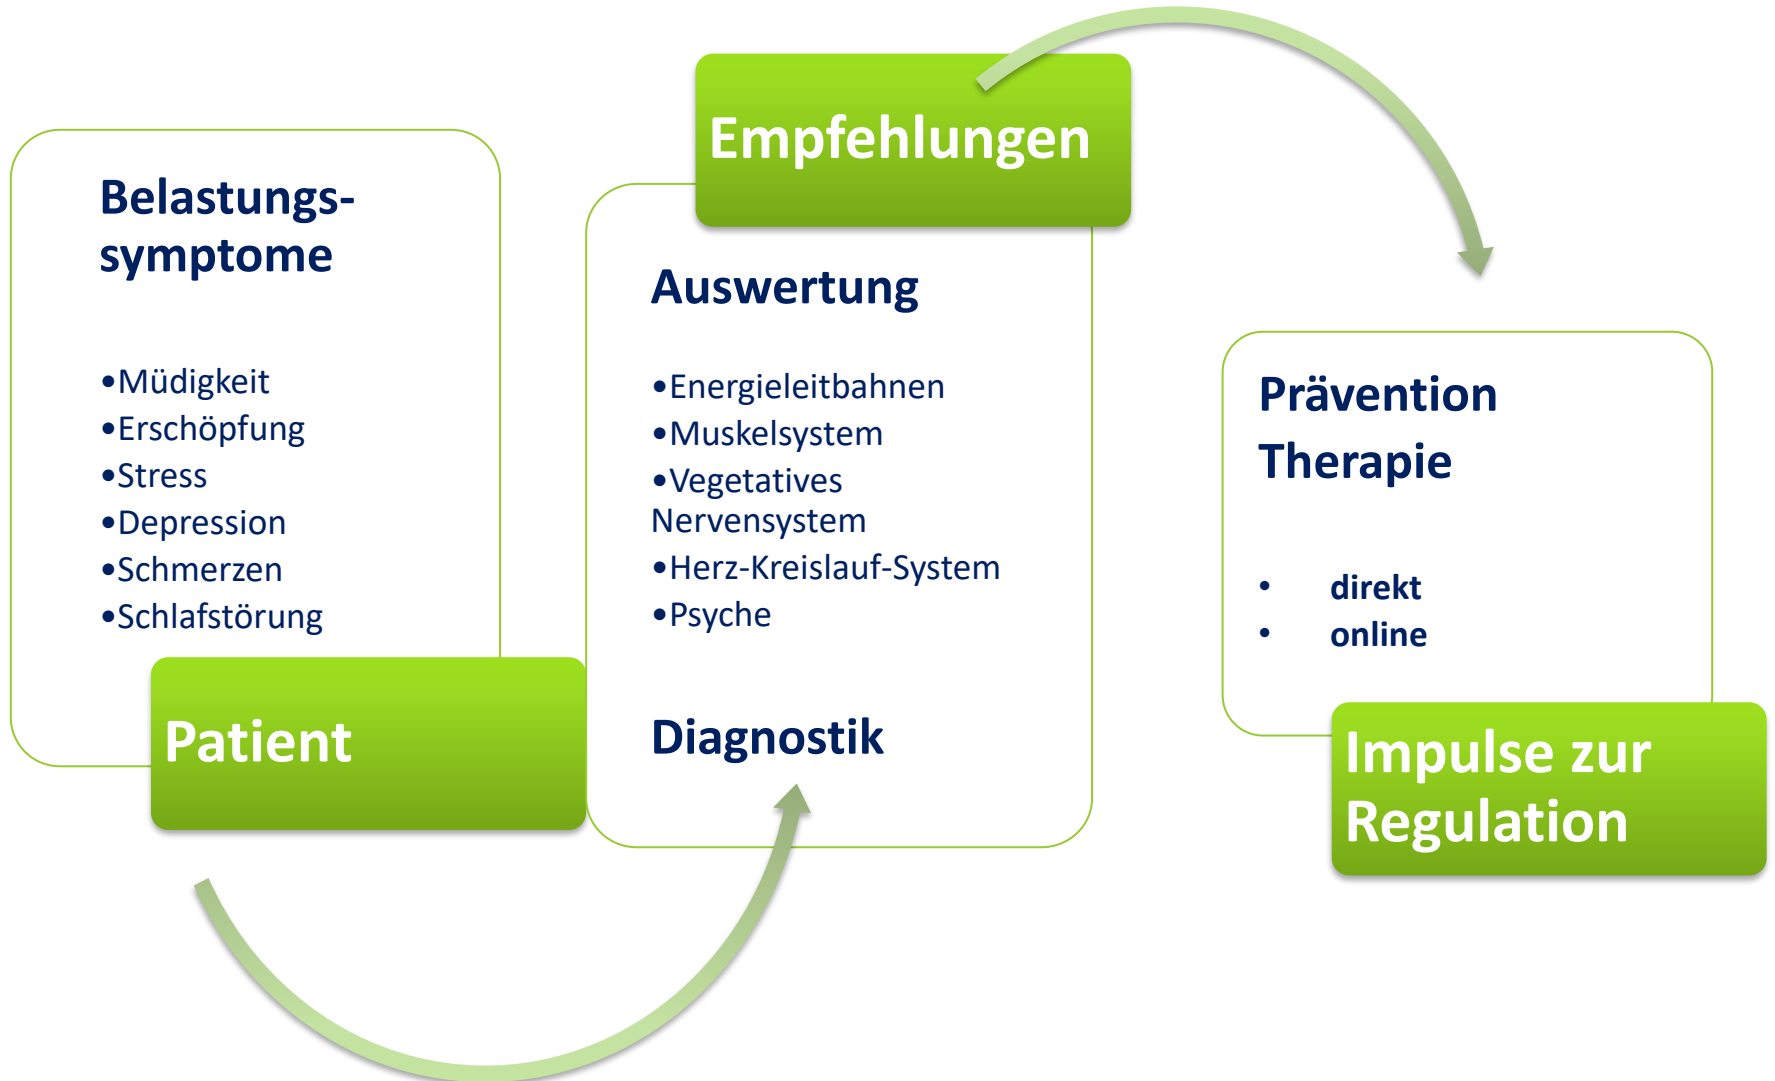 Belastungs-
symptome
•Müdigkeit
•Erschöpfung
•Stress
•Depression
•Schmerzen
•Schlafstörung
Patient
Empfehlungen
Auswertung
•Energieleitbahnen
•Muskelsystem
•Vegetatives
Nervensystem
•Herz-Kreislauf-System
•Psyche
Diagnostik
Prävention
Therapie
• direkt
• online
Impulse zur
Regulation